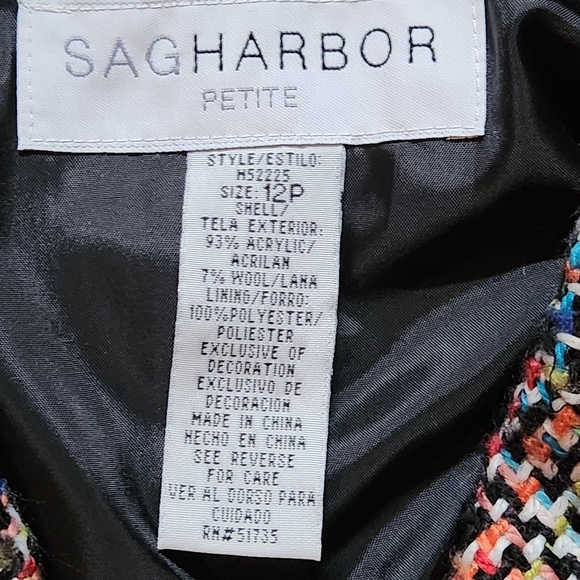 SAGHARBOR
PETITE
STYLE/ESTILO:
H52225
SIZE: 12P
SHELL/
TELA EXTERIOR:
93% ACRYLIC/
ACRILAN
7% WOOL/LANA
LINING/FORRO:
100%POLYESTER/
POLIESTER
EXCLUSIVE OF
DECORATION
EXCLUSIVO DE
DECORACION
MADE IN CHINA
HECHO EN CHINA
SEE REVERSE
FOR CARE
VER AL DORSO PARA
CUIDADO
RN#51735